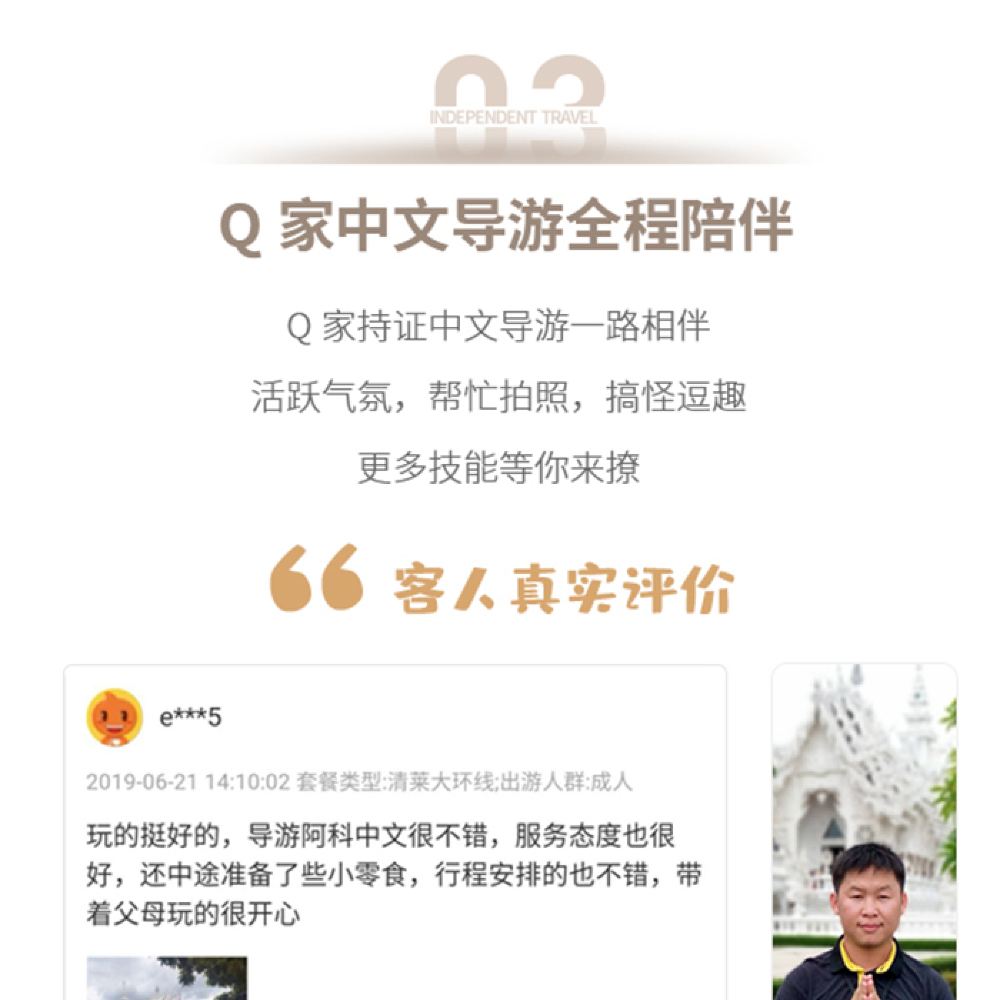 03
INDEPENDENT TRAVEL
Q 家中文导游全程陪伴
Q 家持证中文导游一路相伴
活跃气氛，帮忙拍照，搞怪逗趣
更多技能等你来撩
客人真实评价
e***5
2019-06-21 14:10:02 套餐类型:清莱大环线;出游人群:成人
玩的挺好的，导游阿科中文很不错，服务态度也很
好，还中途准备了些小零食，行程安排的也不错，带
着父母玩的很开心